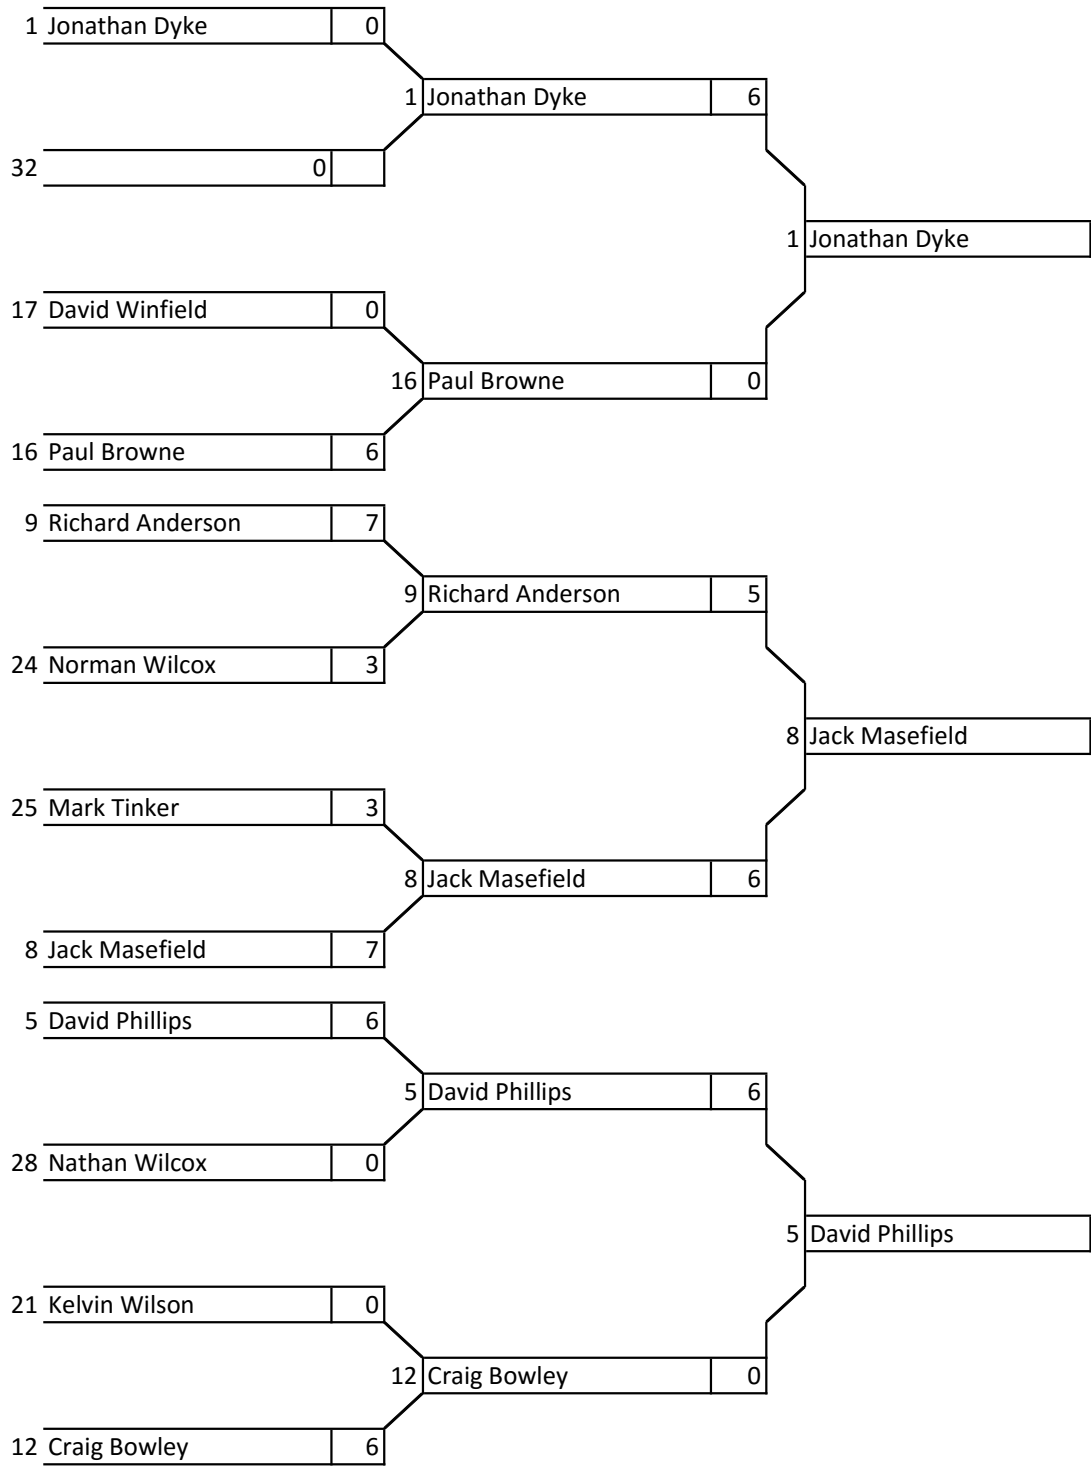 1 Jonathan Dyke 0
1 Jonathan Dyke 6
32 0
1 Jonathan Dyke
17 David Winfield 0
16 Paul Browne 0
16 Paul Browne 6
9 Richard Anderson 7
9 Richard Anderson 5
24 Norman Wilcox 3
8 Jack Masefield
25 Mark Tinker 3
8 Jack Masefield 6
8 Jack Masefield 7
5 David Phillips 6
5 David Phillips 6
28 Nathan Wilcox 0
5 David Phillips
21 Kelvin Wilson 0
12 Craig Bowley 0
12 Craig Bowley 6